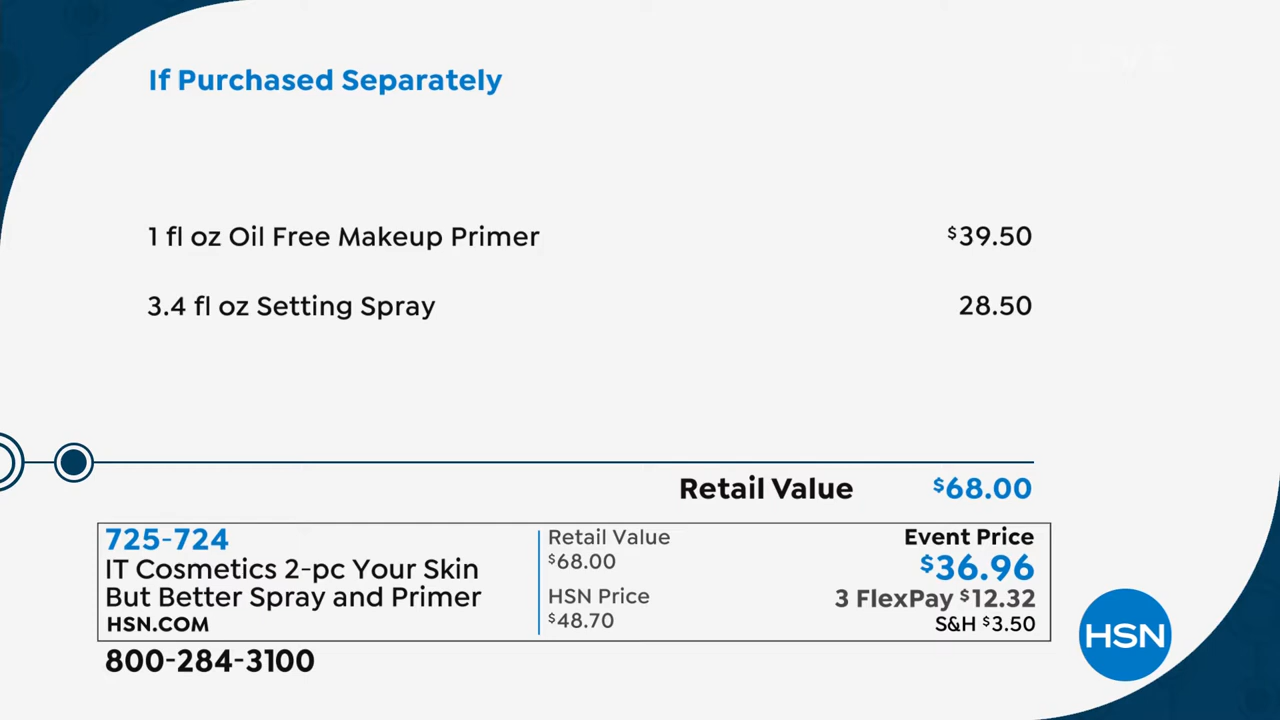 If Purchased Separately
1 fl oz Oil Free Makeup Primer $39.50
3.4 fl oz Setting Spray 28.50
Retail Value $68.00
725-724
IT Cosmetics 2-pc Your Skin
But Better Spray and Primer
HSN.COM
Retail Value
$68.00
HSN Price
$48.70
Event Price
$36.96
3 FlexPay $12.32
S&H $3.50
800-284-3100
HSN